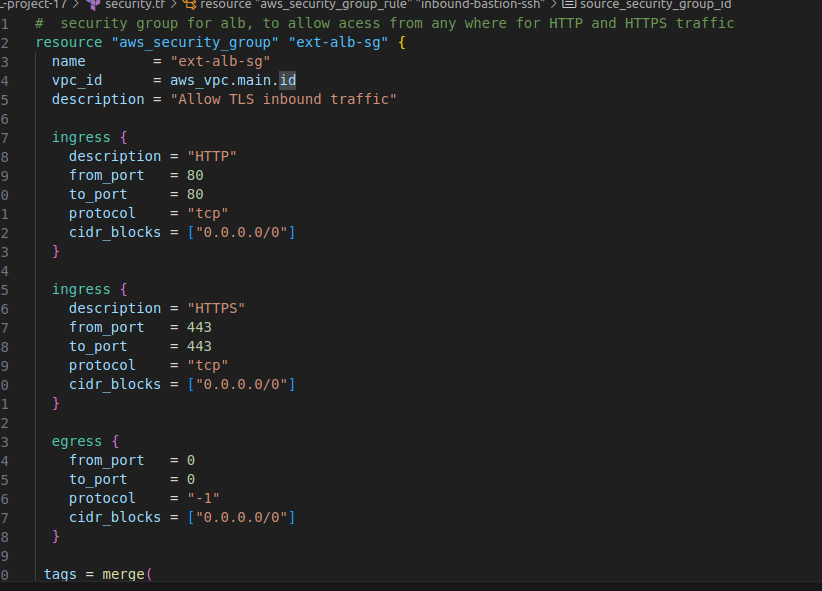 L-project-17 > security.tf > resource "aws_security_group_rule" "inbound-bastion-ssh" > source_security_group_id
1 #  security group for alb, to allow acess from any where for HTTP and HTTPS traffic
2 resource "aws_security_group" "ext-alb-sg" {
3   name        = "ext-alb-sg"
4   vpc_id      = aws_vpc.main.id
5   description = "Allow TLS inbound traffic"
6
7   ingress {
8     description = "HTTP"
9     from_port   = 80
0     to_port     = 80
1     protocol    = "tcp"
2     cidr_blocks = ["0.0.0.0/0"]
3   }
4
5   ingress {
6     description = "HTTPS"
7     from_port   = 443
8     to_port     = 443
9     protocol    = "tcp"
0     cidr_blocks = ["0.0.0.0/0"]
1   }
2
3   egress {
4     from_port   = 0
5     to_port     = 0
6     protocol    = "-1"
7     cidr_blocks = ["0.0.0.0/0"]
8   }
9
0  tags = merge(